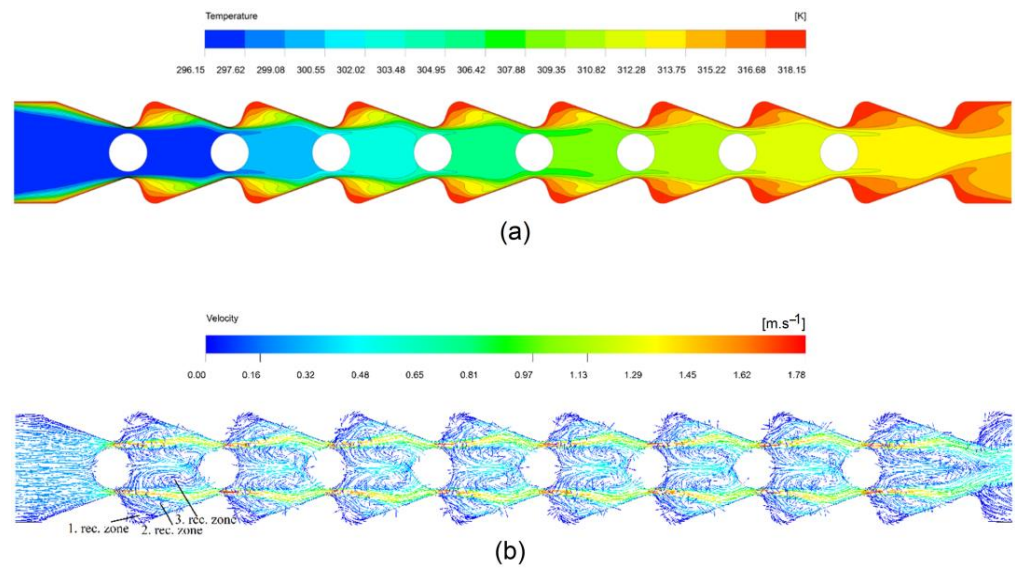 Temperature [K]
296.15 297.62 299.08 300.55 302.02 303.48 304.95 306.42 307.88 309.35 310.82 312.28 313.75 315.22 316.68 318.15
(a)
Velocity [m.s⁻¹]
0.00 0.16 0.32 0.48 0.65 0.81 0.97 1.13 1.29 1.45 1.62 1.78
3. rec. zone
1. rec. zone
2. rec. zone
(b)